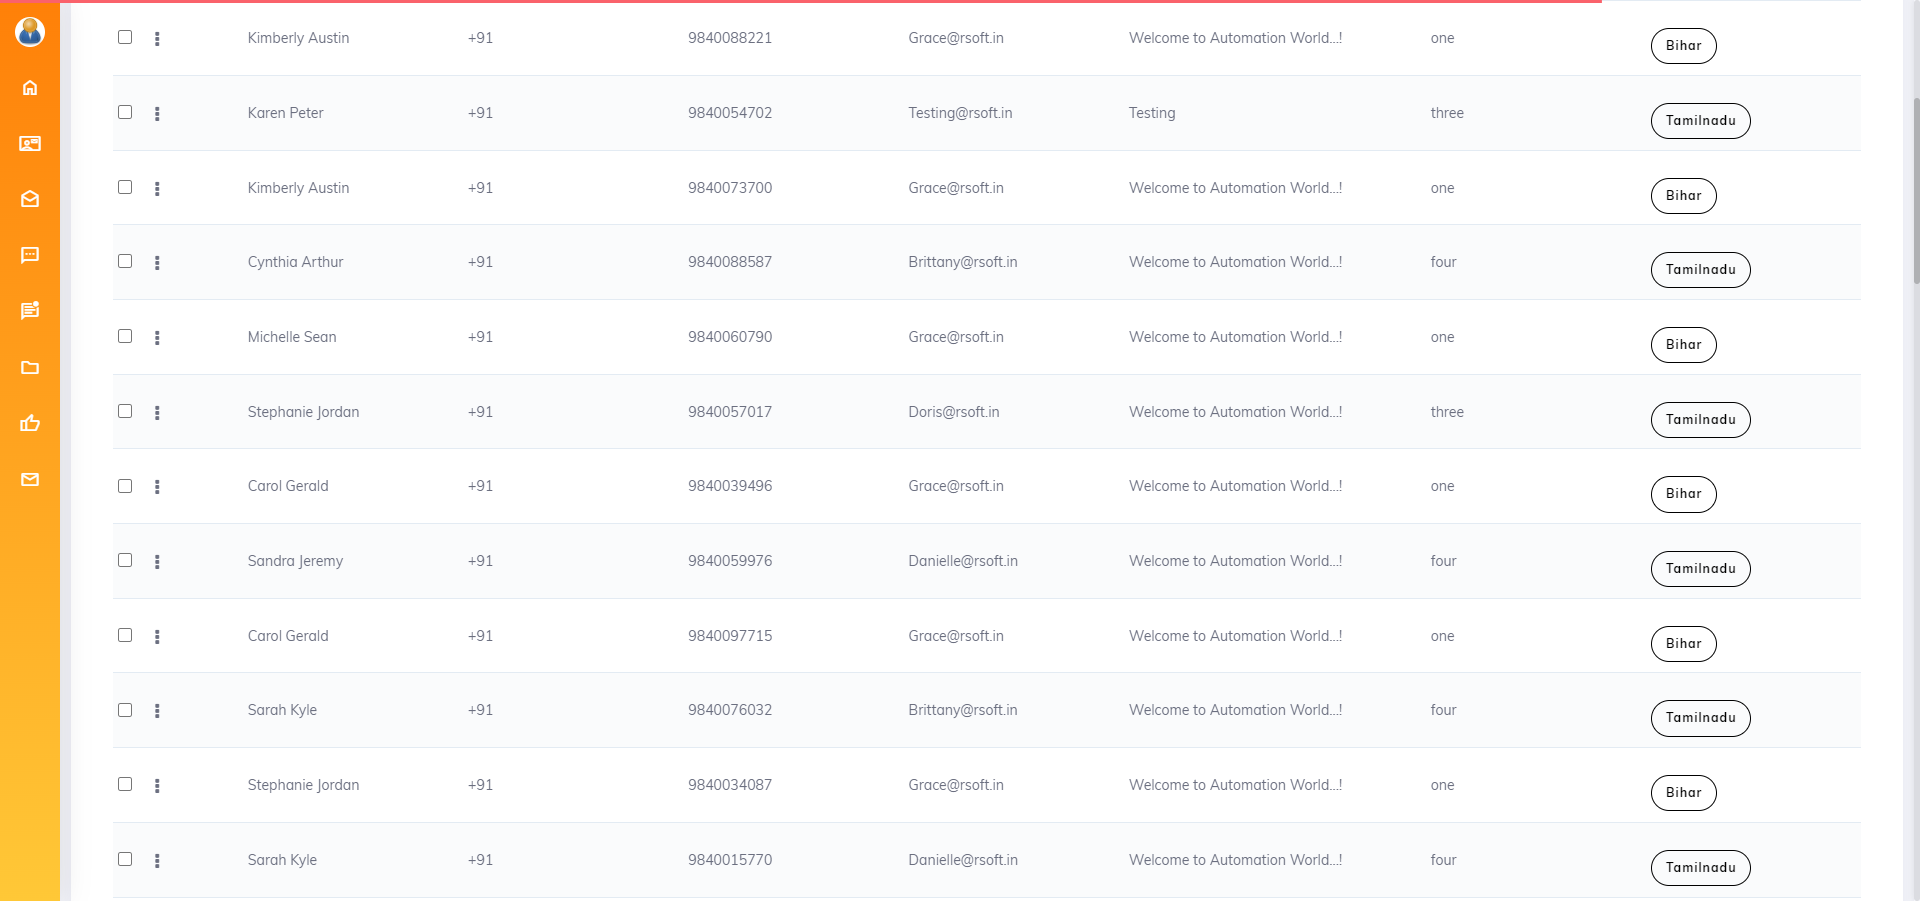 Kimberly Austin +91 9840088221 Grace@rsoft.in Welcome to Automation World...! one Bihar
Karen Peter +91 9840054702 Testing@rsoft.in Testing three Tamilnadu
Kimberly Austin +91 9840073700 Grace@rsoft.in Welcome to Automation World...! one Bihar
Cynthia Arthur +91 9840088587 Brittany@rsoft.in Welcome to Automation World...! four Tamilnadu
Michelle Sean +91 9840060790 Grace@rsoft.in Welcome to Automation World...! one Bihar
Stephanie Jordan +91 9840057017 Doris@rsoft.in Welcome to Automation World...! three Tamilnadu
Carol Gerald +91 9840039496 Grace@rsoft.in Welcome to Automation World...! one Bihar
Sandra Jeremy +91 9840059976 Danielle@rsoft.in Welcome to Automation World...! four Tamilnadu
Carol Gerald +91 9840097715 Grace@rsoft.in Welcome to Automation World...! one Bihar
Sarah Kyle +91 9840076032 Brittany@rsoft.in Welcome to Automation World...! four Tamilnadu
Stephanie Jordan +91 9840034087 Grace@rsoft.in Welcome to Automation World...! one Bihar
Sarah Kyle +91 9840015770 Danielle@rsoft.in Welcome to Automation World...! four Tamilnadu